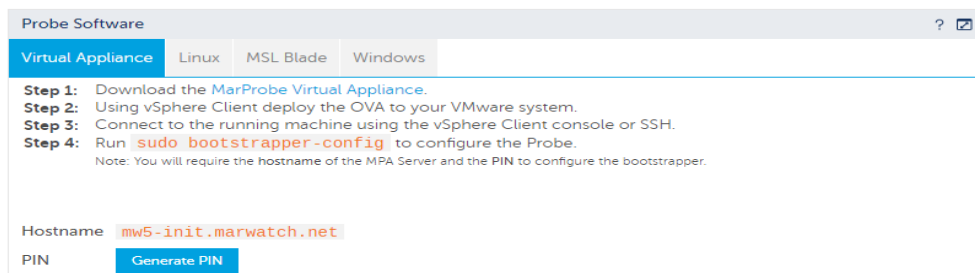 Probe Software ?
Virtual Appliance Linux MSL Blade Windows
Step 1: Download the MarProbe Virtual Appliance.
Step 2: Using vSphere Client deploy the OVA to your VMware system.
Step 3: Connect to the running machine using the vSphere Client console or SSH.
Step 4: Run sudo bootstrapper-config to configure the Probe.
Note: You will require the hostname of the MPA Server and the PIN to configure the bootstrapper.
Hostname mw5-init.marwatch.net
PIN Generate PIN